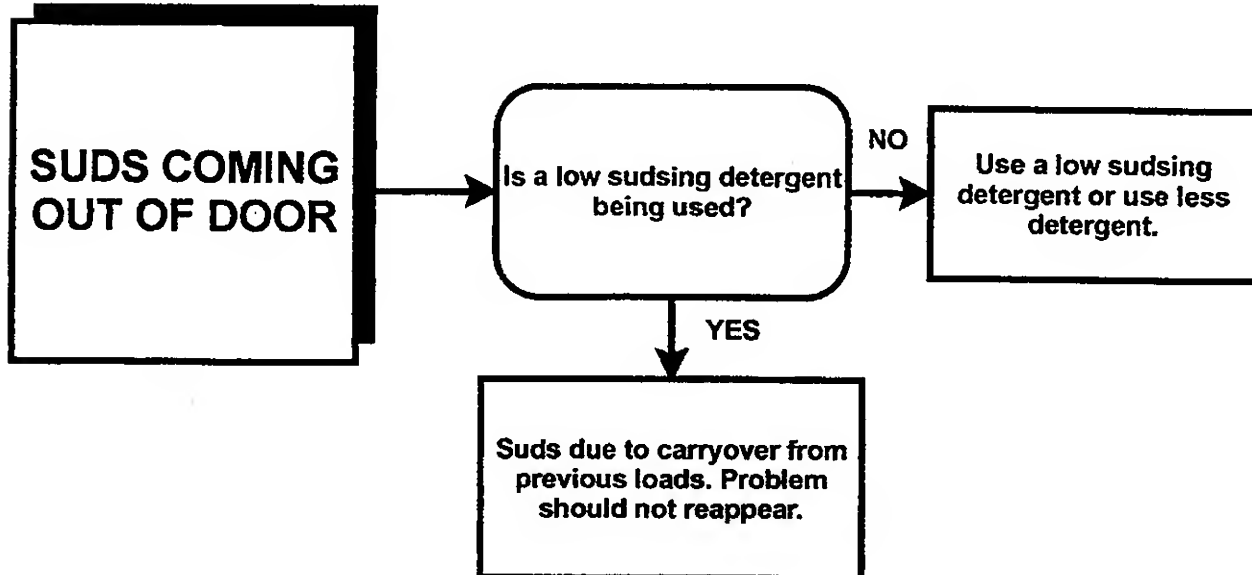 SUDS COMING
OUT OF DOOR
Is a low sudsing detergent
being used?
NO
Use a low sudsing
detergent or use less
detergent.
YES
Suds due to carryover from
previous loads. Problem
should not reappear.